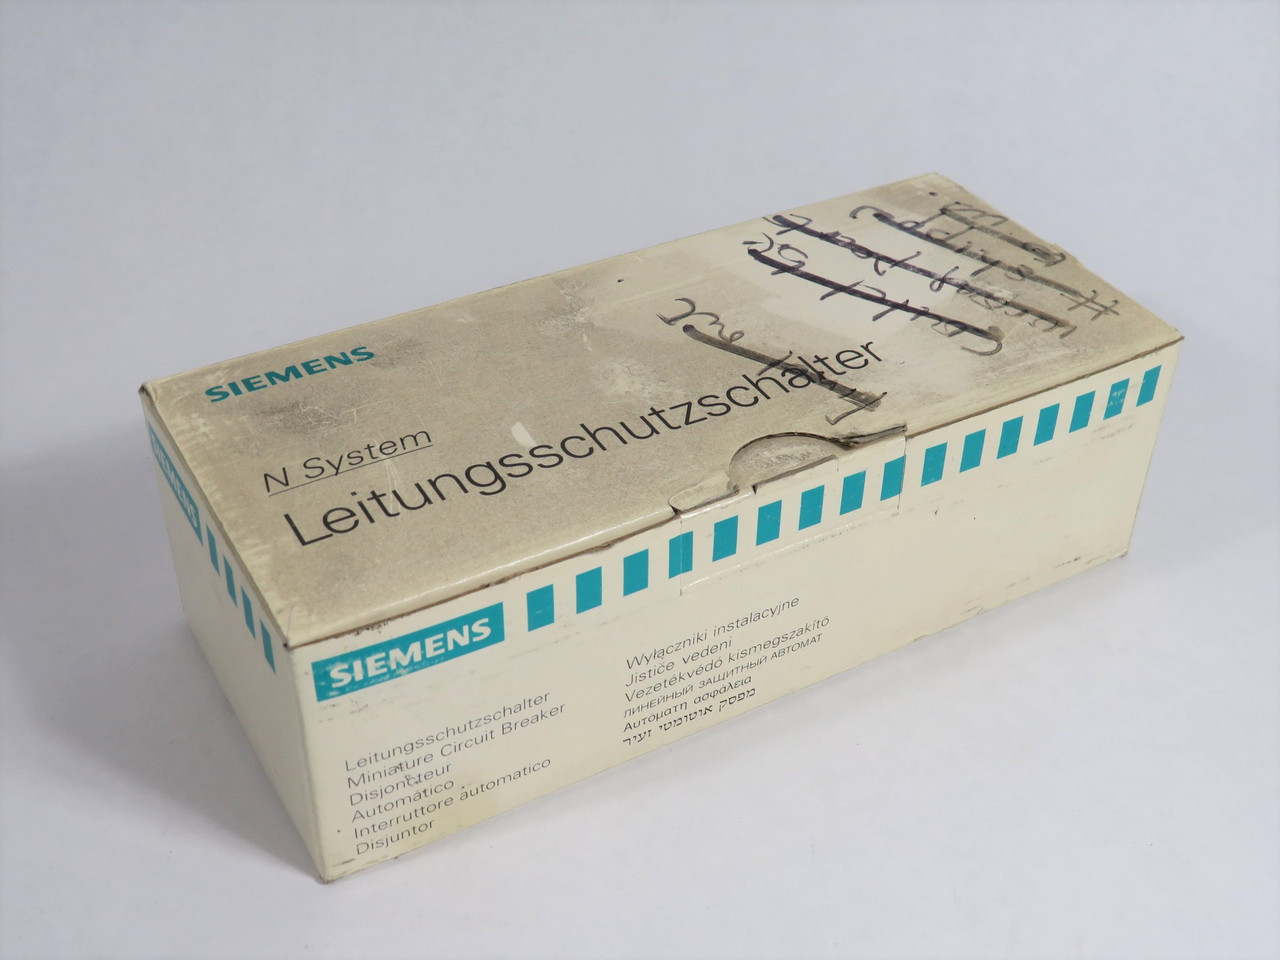 SIEMENS
N System
Leitungsschutzschalter
SIEMENS
SIEMENS
Leitungsschutzschalter
Miniature Circuit Breaker
Disjoncteur
Automático
Interruttore automatico
Disjuntor
Wyłączniki instalacyjne
Jističe vedeni
Vezetékvédő kismegszakító
ЛИНЕЙНЫЙ ЗАЩИТНЫЙ АВТОМАТ
Αυτόματη ασφάλεια
מפסק אוטומטי זעיר